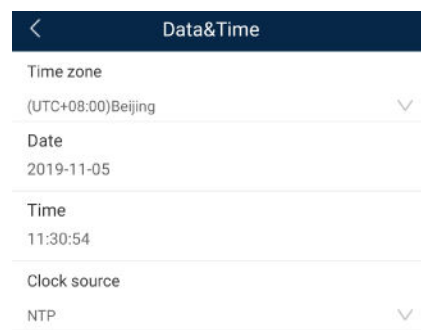 Data&Time
Time zone
(UTC+08:00)Beijing
Date
2019-11-05
Time
11:30:54
Clock source
NTP